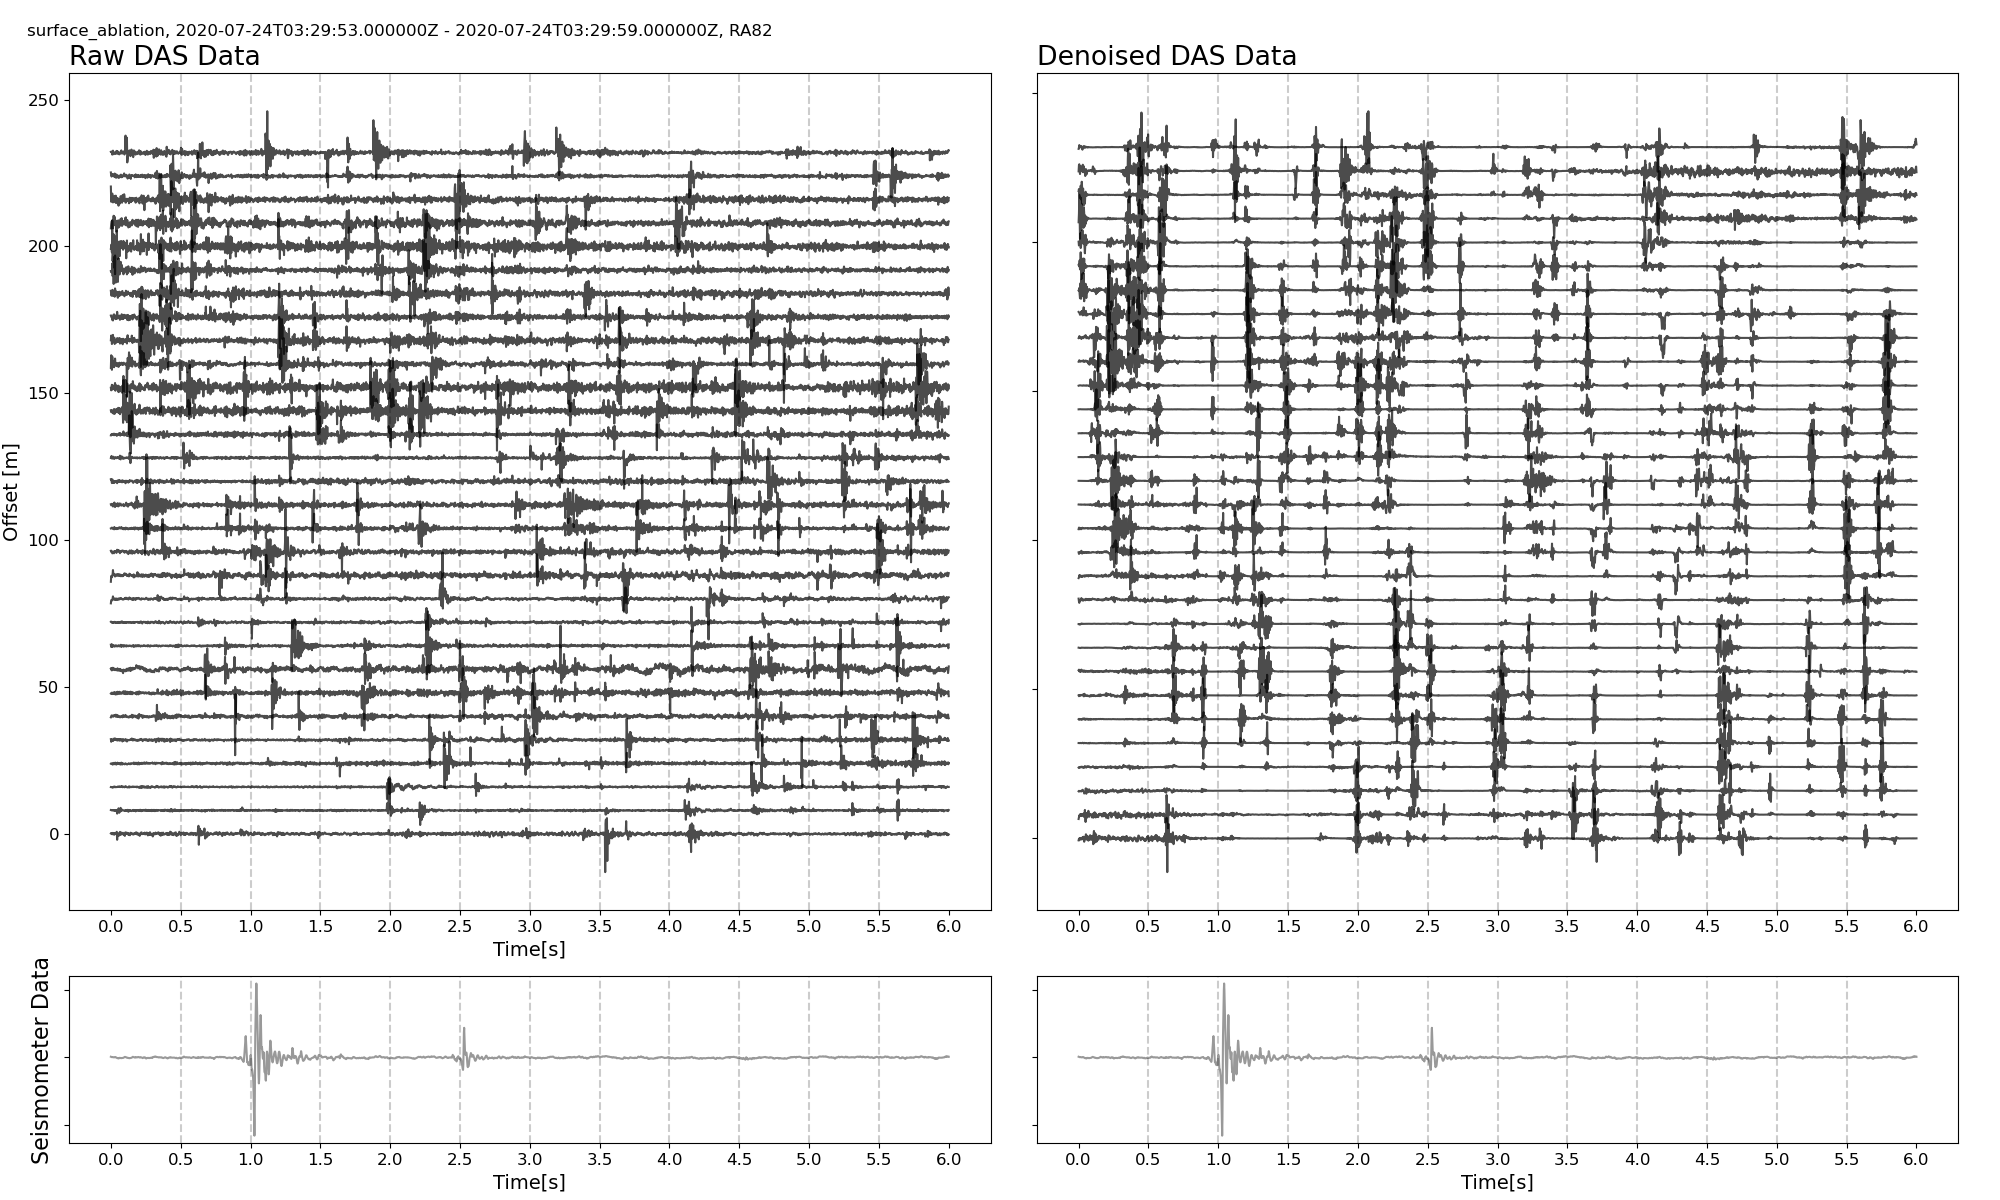 surface_ablation, 2020-07-24T03:29:53.000000Z - 2020-07-24T03:29:59.000000Z, RA82
Raw DAS Data
Denoised DAS Data
250
200
150
100
50
0
Offset [m]
0.0 0.5 1.0 1.5 2.0 2.5 3.0 3.5 4.0 4.5 5.0 5.5 6.0
Time[s]
0.0 0.5 1.0 1.5 2.0 2.5 3.0 3.5 4.0 4.5 5.0 5.5 6.0
Seismometer Data
0.0 0.5 1.0 1.5 2.0 2.5 3.0 3.5 4.0 4.5 5.0 5.5 6.0
Time[s]
0.0 0.5 1.0 1.5 2.0 2.5 3.0 3.5 4.0 4.5 5.0 5.5 6.0
Time[s]